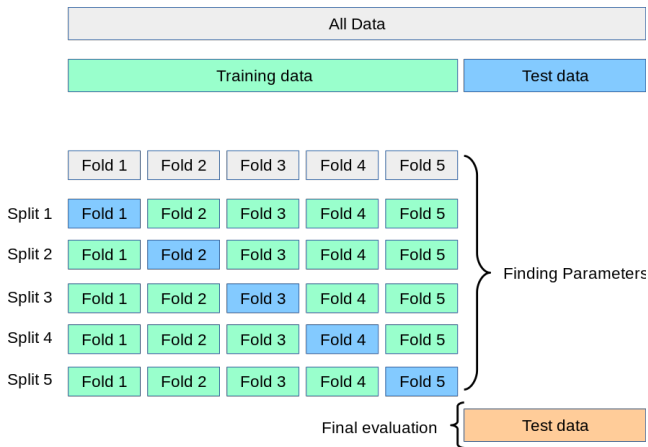 All Data
Training data Test data
Fold 1 Fold 2 Fold 3 Fold 4 Fold 5
Split 1 Fold 1 Fold 2 Fold 3 Fold 4 Fold 5
Split 2 Fold 1 Fold 2 Fold 3 Fold 4 Fold 5
Finding Parameters
Split 3 Fold 1 Fold 2 Fold 3 Fold 4 Fold 5
Split 4 Fold 1 Fold 2 Fold 3 Fold 4 Fold 5
Split 5 Fold 1 Fold 2 Fold 3 Fold 4 Fold 5
Final evaluation Test data